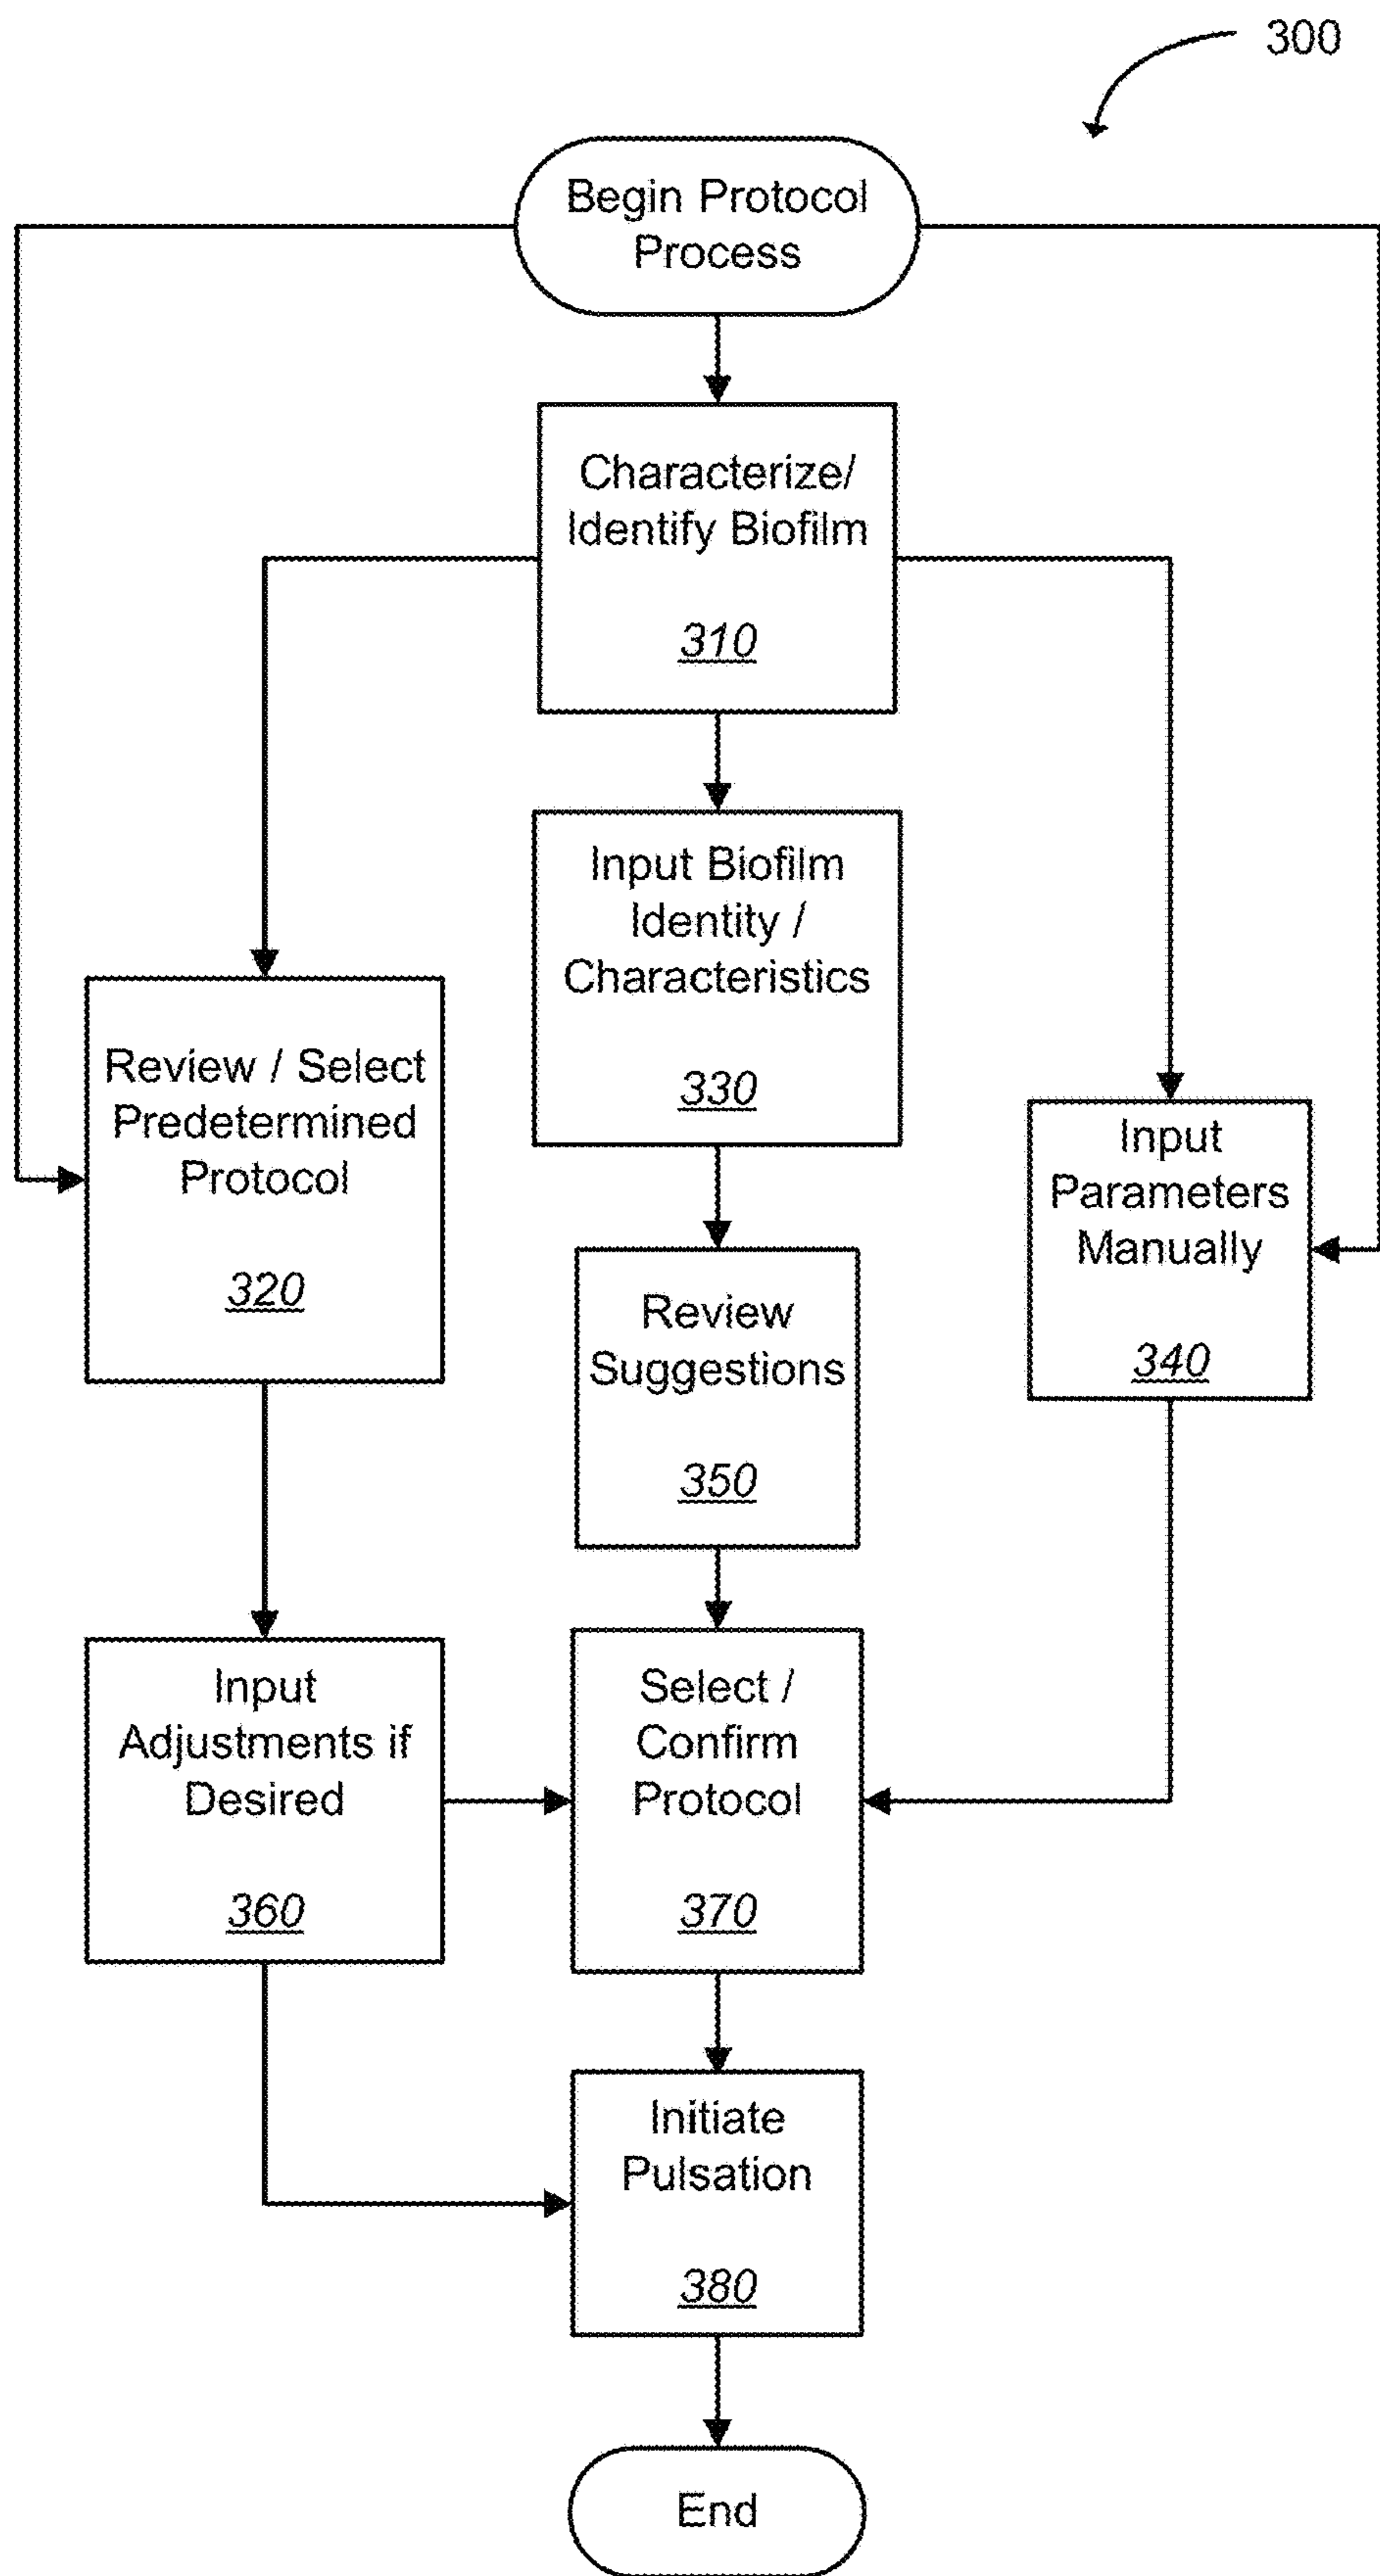 300
Begin Protocol
Process
Characterize/
Identify Biofilm
310
Input Biofilm
Identity /
Characteristics
330
Review / Select
Predetermined
Protocol
320
Input
Parameters
Manually
340
Review
Suggestions
350
Input
Adjustments if
Desired
360
Select /
Confirm
Protocol
370
Initiate
Pulsation
380
End